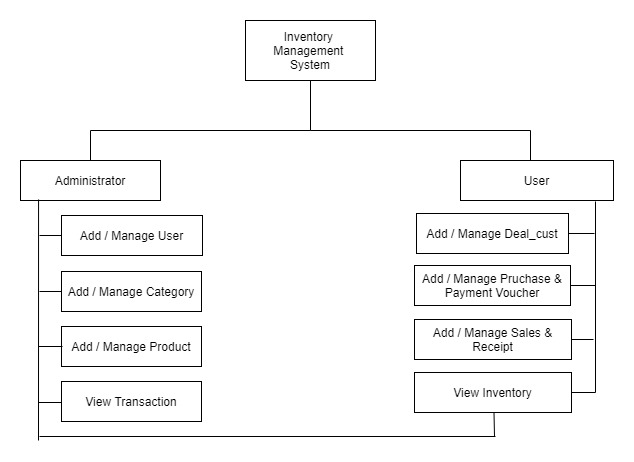 Inventory
Management
System
Administrator
User
Add / Manage User
Add / Manage Category
Add / Manage Product
View Transaction
Add / Manage Deal_cust
Add / Manage Pruchase &
Payment Voucher
Add / Manage Sales &
Receipt
View Inventory